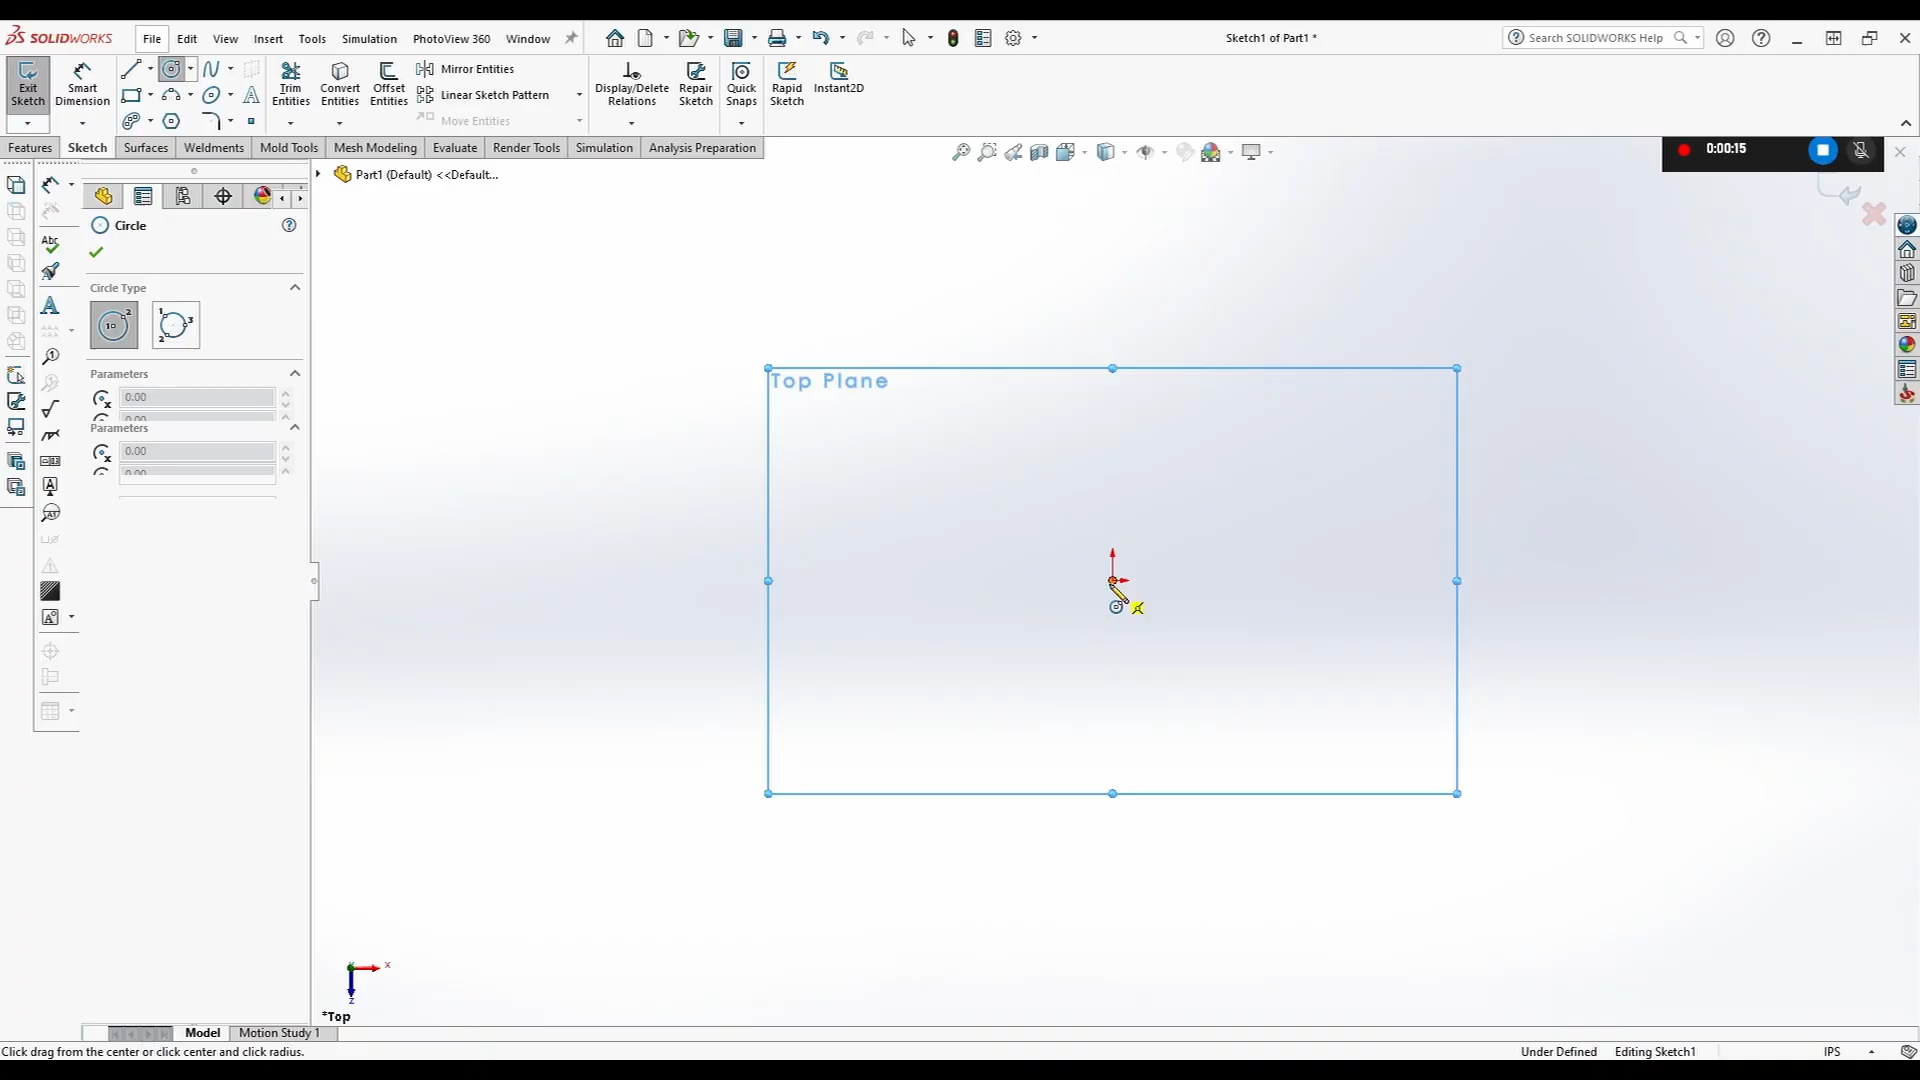 SOLIDWORKS
File Edit View Insert Tools Simulation PhotoView 360 Window
Sketch1 of Part1 *
Search SOLIDWORKS Help
Exit Sketch
Smart Dimension
Trim Entities
Convert Entities
Offset Entities
Mirror Entities
Linear Sketch Pattern
Move Entities
Display/Delete Relations
Repair Sketch
Quick Snaps
Rapid Sketch
Instant2D
Features Sketch Surfaces Weldments Mold Tools Mesh Modeling Evaluate Render Tools Simulation Analysis Preparation
0:00:15
Part1 (Default) <<Default...
Circle
Abc
Circle Type
Parameters
0.00
0.00
Parameters
0.00
0.00
Top Plane
x
z
*Top
Model Motion Study 1
Click drag from the center or click center and click radius.
Under Defined Editing Sketch1 IPS